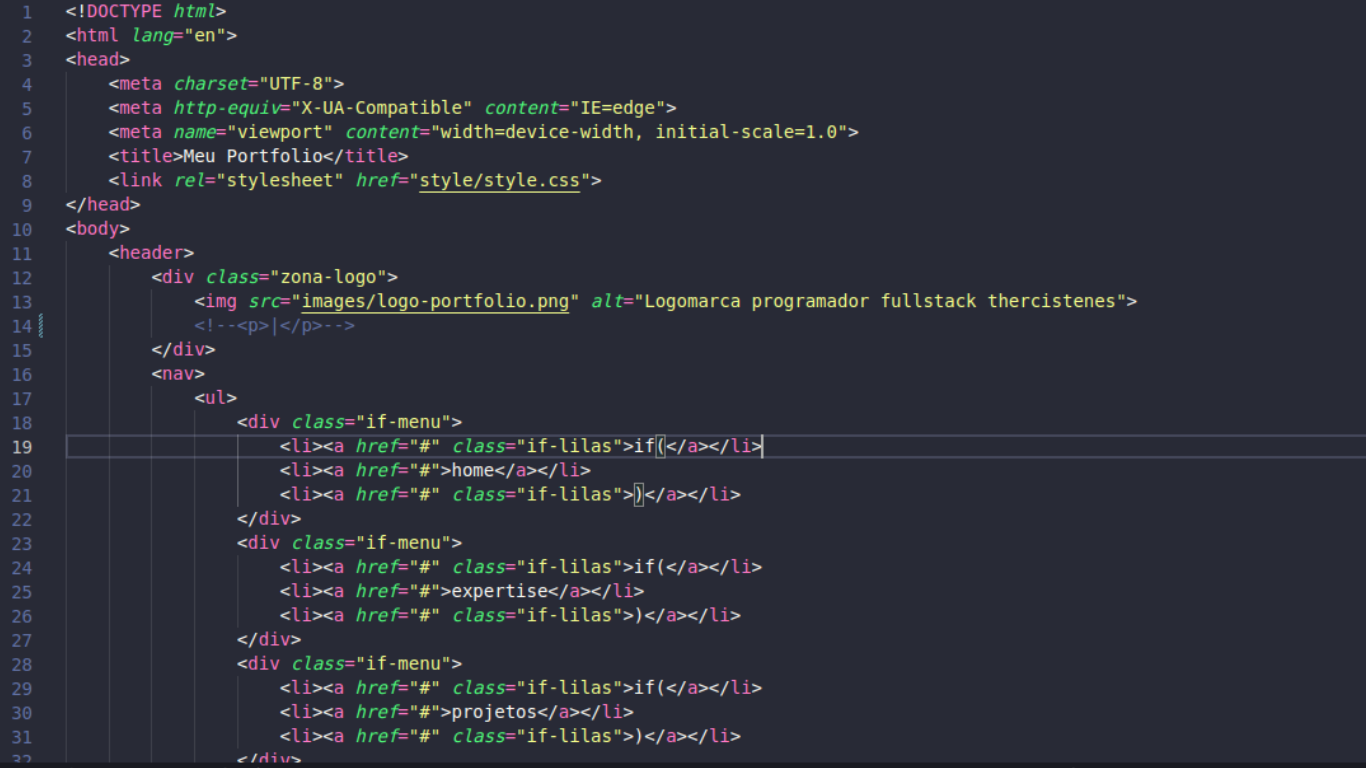 1 <!DOCTYPE html>
2 <html lang="en">
3 <head>
4 <meta charset="UTF-8">
5 <meta http-equiv="X-UA-Compatible" content="IE=edge">
6 <meta name="viewport" content="width=device-width, initial-scale=1.0">
7 <title>Meu Portfolio</title>
8 <link rel="stylesheet" href="style/style.css">
9 </head>
10 <body>
11 <header>
12 <div class="zona-logo">
13 <img src="images/logo-portfolio.png" alt="Logomarca programador fullstack thercistenes">
14 <!--<p>|</p>-->
15 </div>
16 <nav>
17 <ul>
18 <div class="if-menu">
19 <li><a href="#" class="if-lilas">if(</a></li>
20 <li><a href="#">home</a></li>
21 <li><a href="#" class="if-lilas">)</a></li>
22 </div>
23 <div class="if-menu">
24 <li><a href="#" class="if-lilas">if(</a></li>
25 <li><a href="#">expertise</a></li>
26 <li><a href="#" class="if-lilas">)</a></li>
27 </div>
28 <div class="if-menu">
29 <li><a href="#" class="if-lilas">if(</a></li>
30 <li><a href="#">projetos</a></li>
31 <li><a href="#" class="if-lilas">)</a></li>
32 </div>